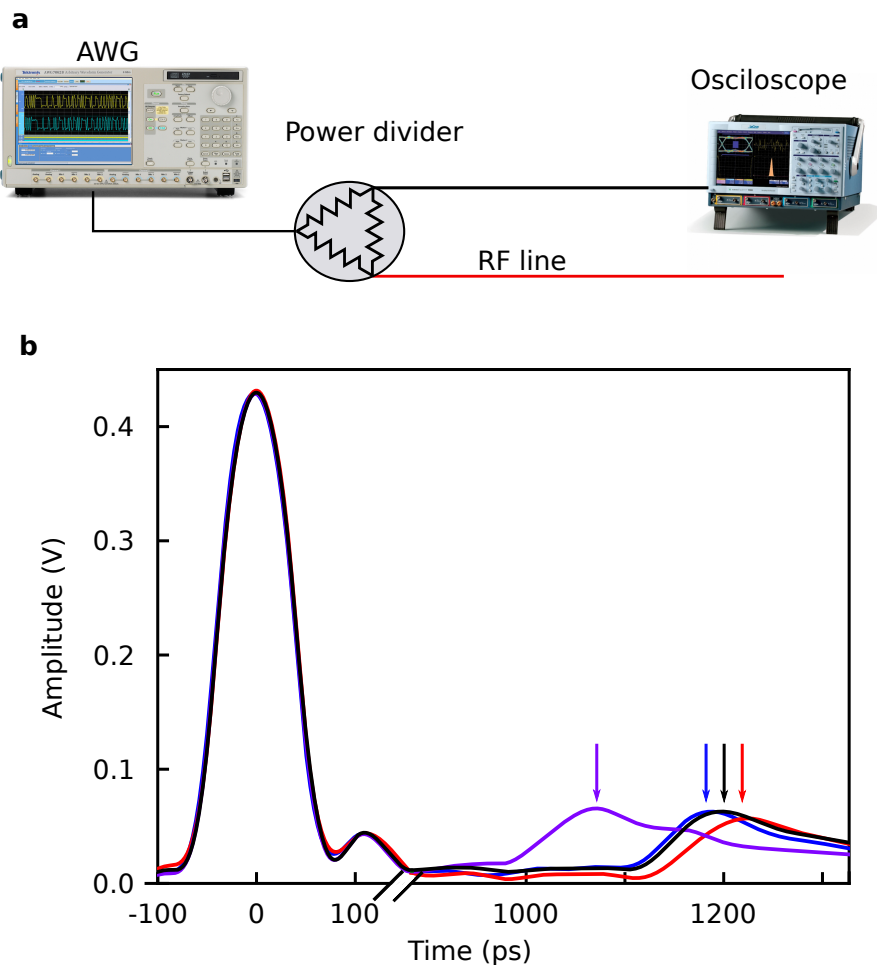 a
AWG
Tektronix
Osciloscope
Power divider
RF line
b
Amplitude (V)
0.4
0.3
0.2
0.1
0.0
-100 0 100 1000 1200
Time (ps)